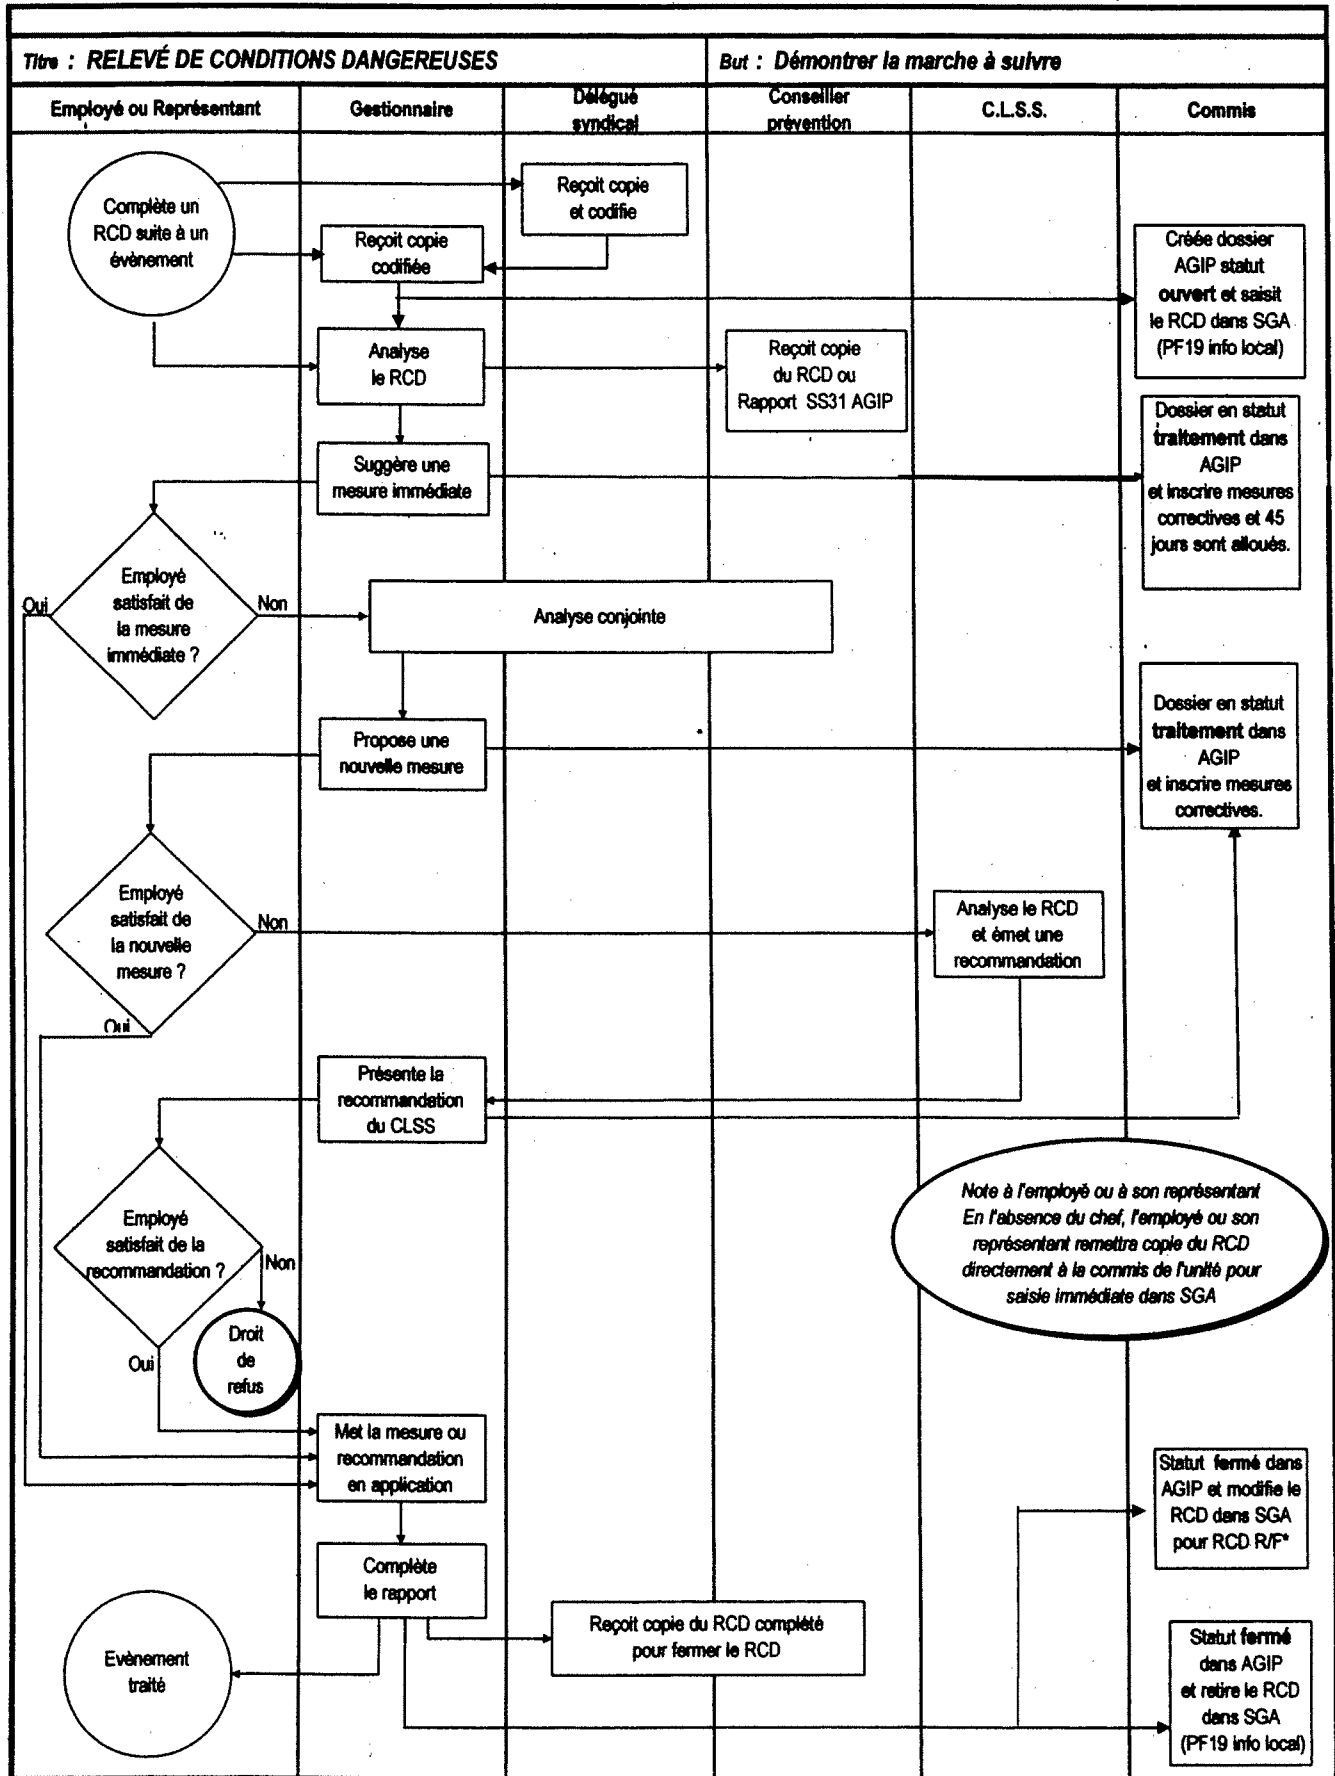 Titre : RELEVÉ DE CONDITIONS DANGEREUSES
But : Démontrer la marche à suivre
Employé ou Représentant
Gestionnaire
Délégué
syndical
Conseiller
prévention
C.L.S.S.
Commis
Complète un
RCD suite à un
évènement
Reçoit copie
et codifie
Reçoit copie
codifiée
Créée dossier
AGIP statut
ouvert et saisit
le RCD dans SGA
(PF19 info local)
Analyse
le RCD
Reçoit copie
du RCD ou
Rapport SS31 AGIP
Suggère une
mesure immédiate
Dossier en statut
traitement dans
AGIP
et inscrire mesures
correctives et 45
jours sont alloués.
Employé
satisfait de
la mesure
immédiate ?
Oui
Non
Analyse conjointe
Propose une
nouvelle mesure
Dossier en statut
traitement dans
AGIP
et inscrire mesures
correctives.
Employé
satisfait de
la nouvelle
mesure ?
Non
Oui
Analyse le RCD
et émet une
recommandation
Présente la
recommandation
du CLSS
Employé
satisfait de la
recommandation ?
Non
Oui
Droit
de
refus
Note à l'employé ou à son représentant
En l'absence du chef, l'employé ou son
représentant remettra copie du RCD
directement à la commis de l'unité pour
saisie immédiate dans SGA
Met la mesure ou
recommandation
en application
Statut fermé dans
AGIP et modifie le
RCD dans SGA
pour RCD R/F*
Complète
le rapport
Reçoit copie du RCD complété
pour fermer le RCD
Evènement
traité
Statut fermé
dans AGIP
et retire le RCD
dans SGA
(PF19 info local)